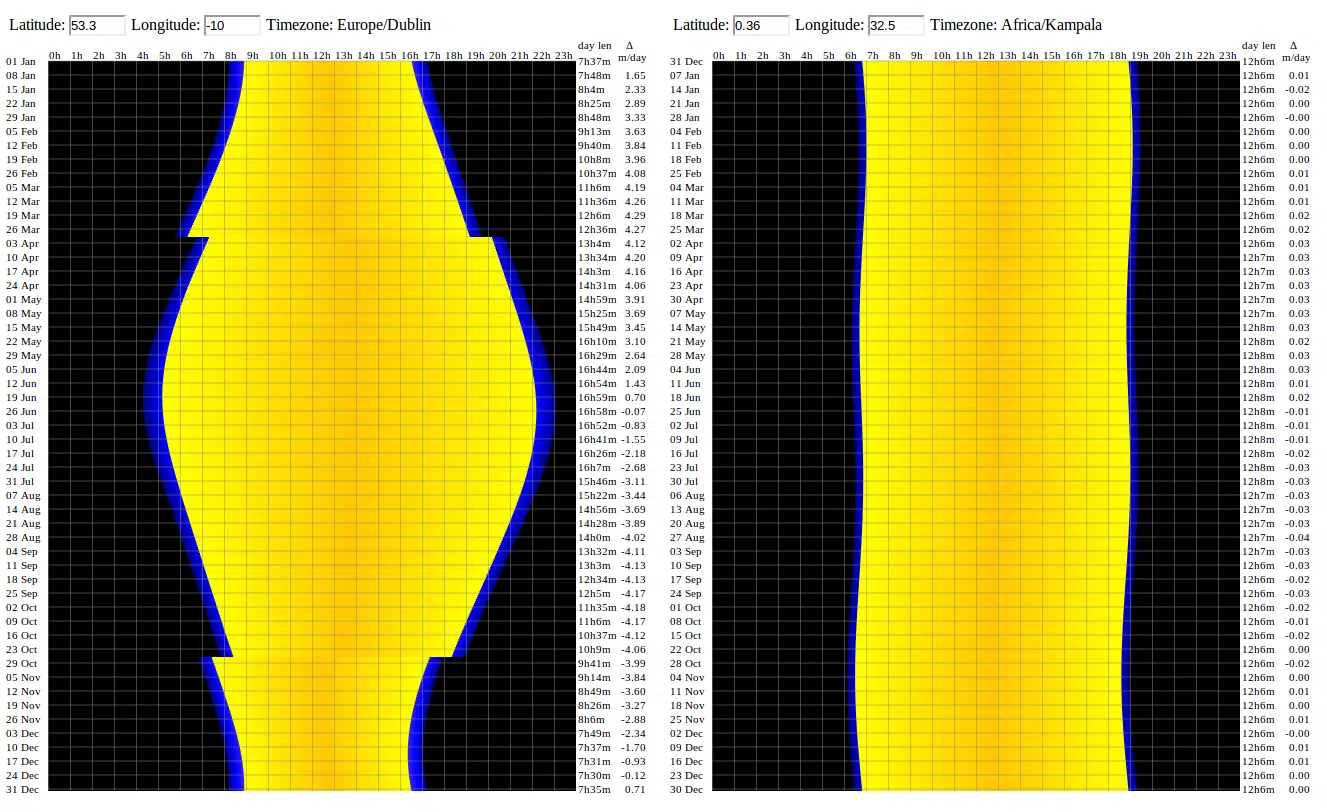 Latitude: 53.3 Longitude: -10 Timezone: Europe/Dublin
0h 1h 2h 3h 4h 5h 6h 7h 8h 9h 10h 11h 12h 13h 14h 15h 16h 17h 18h 19h 20h 21h 22h 23h day len Δ m/day
01 Jan 7h37m
08 Jan 7h48m 1.65
15 Jan 8h4m 2.33
22 Jan 8h25m 2.89
29 Jan 8h48m 3.33
05 Feb 9h13m 3.63
12 Feb 9h40m 3.84
19 Feb 10h8m 3.96
26 Feb 10h37m 4.08
05 Mar 11h6m 4.19
12 Mar 11h36m 4.26
19 Mar 12h6m 4.29
26 Mar 12h36m 4.27
03 Apr 13h4m 4.12
10 Apr 13h34m 4.20
17 Apr 14h3m 4.16
24 Apr 14h31m 4.06
01 May 14h59m 3.91
08 May 15h25m 3.69
15 May 15h49m 3.45
22 May 16h10m 3.10
29 May 16h29m 2.64
05 Jun 16h44m 2.09
12 Jun 16h54m 1.43
19 Jun 16h59m 0.70
26 Jun 16h58m -0.07
03 Jul 16h52m -0.83
10 Jul 16h41m -1.55
17 Jul 16h26m -2.18
24 Jul 16h7m -2.68
31 Jul 15h46m -3.11
07 Aug 15h22m -3.44
14 Aug 14h56m -3.69
21 Aug 14h28m -3.89
28 Aug 14h0m -4.02
04 Sep 13h32m -4.11
11 Sep 13h3m -4.13
18 Sep 12h34m -4.13
25 Sep 12h5m -4.17
02 Oct 11h35m -4.18
09 Oct 11h6m -4.17
16 Oct 10h37m -4.12
23 Oct 10h9m -4.06
29 Oct 9h41m -3.99
05 Nov 9h14m -3.84
12 Nov 8h49m -3.60
19 Nov 8h26m -3.27
26 Nov 8h6m -2.88
03 Dec 7h49m -2.34
10 Dec 7h37m -1.70
17 Dec 7h31m -0.93
24 Dec 7h30m -0.12
31 Dec 7h35m 0.71
Latitude: 0.36 Longitude: 32.5 Timezone: Africa/Kampala
0h 1h 2h 3h 4h 5h 6h 7h 8h 9h 10h 11h 12h 13h 14h 15h 16h 17h 18h 19h 20h 21h 22h 23h day len Δ m/day
31 Dec 12h6m
07 Jan 12h6m 0.01
14 Jan 12h6m -0.02
21 Jan 12h6m 0.00
28 Jan 12h6m -0.00
04 Feb 12h6m 0.00
11 Feb 12h6m 0.00
18 Feb 12h6m 0.00
25 Feb 12h6m 0.01
04 Mar 12h6m 0.01
11 Mar 12h6m 0.01
18 Mar 12h6m 0.02
25 Mar 12h6m 0.02
02 Apr 12h6m 0.03
09 Apr 12h7m 0.03
16 Apr 12h7m 0.03
23 Apr 12h7m 0.03
30 Apr 12h7m 0.03
07 May 12h7m 0.03
14 May 12h8m 0.03
21 May 12h8m 0.02
28 May 12h8m 0.03
04 Jun 12h8m 0.03
11 Jun 12h8m 0.01
18 Jun 12h8m 0.02
25 Jun 12h8m -0.01
02 Jul 12h8m -0.01
09 Jul 12h8m -0.01
16 Jul 12h8m -0.02
23 Jul 12h8m -0.03
30 Jul 12h8m -0.03
06 Aug 12h7m -0.03
13 Aug 12h7m -0.03
20 Aug 12h7m -0.03
27 Aug 12h7m -0.04
03 Sep 12h7m -0.03
10 Sep 12h6m -0.03
17 Sep 12h6m -0.02
24 Sep 12h6m -0.03
01 Oct 12h6m -0.02
08 Oct 12h6m -0.01
15 Oct 12h6m -0.02
22 Oct 12h6m 0.00
28 Oct 12h6m -0.02
04 Nov 12h6m 0.01
11 Nov 12h6m 0.01
18 Nov 12h6m 0.00
25 Nov 12h6m 0.01
02 Dec 12h6m -0.00
09 Dec 12h6m 0.01
16 Dec 12h6m 0.01
23 Dec 12h6m 0.00
30 Dec 12h6m 0.00